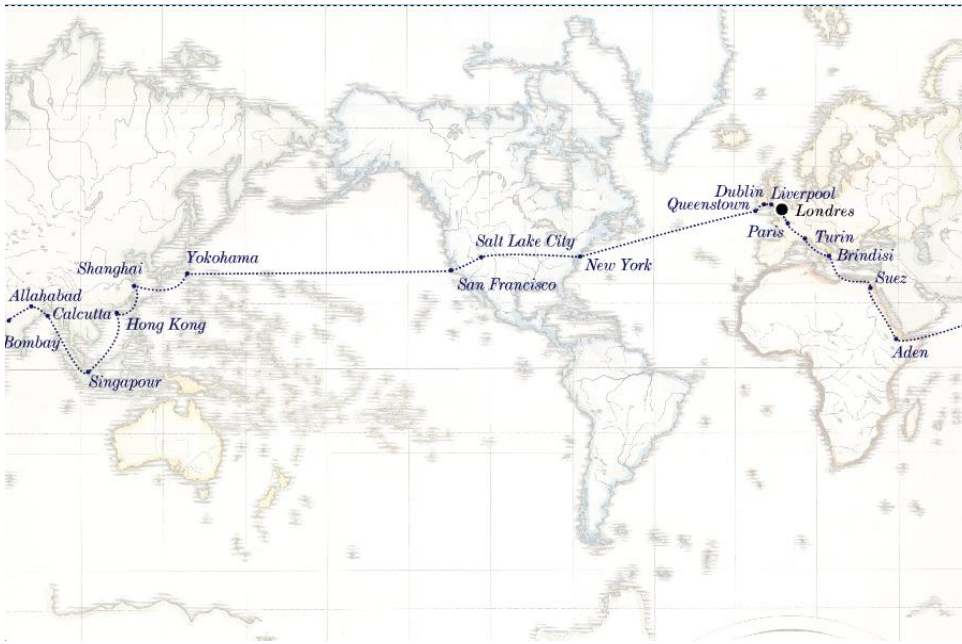 Dublin
Liverpool
Queenstown
Londres
Paris
Salt Lake City
Turin
Yokohama
New York
Brindisi
Shanghai
San Francisco
Suez
Allahabad
Calcutta
Hong Kong
Bombay
Aden
Singapour